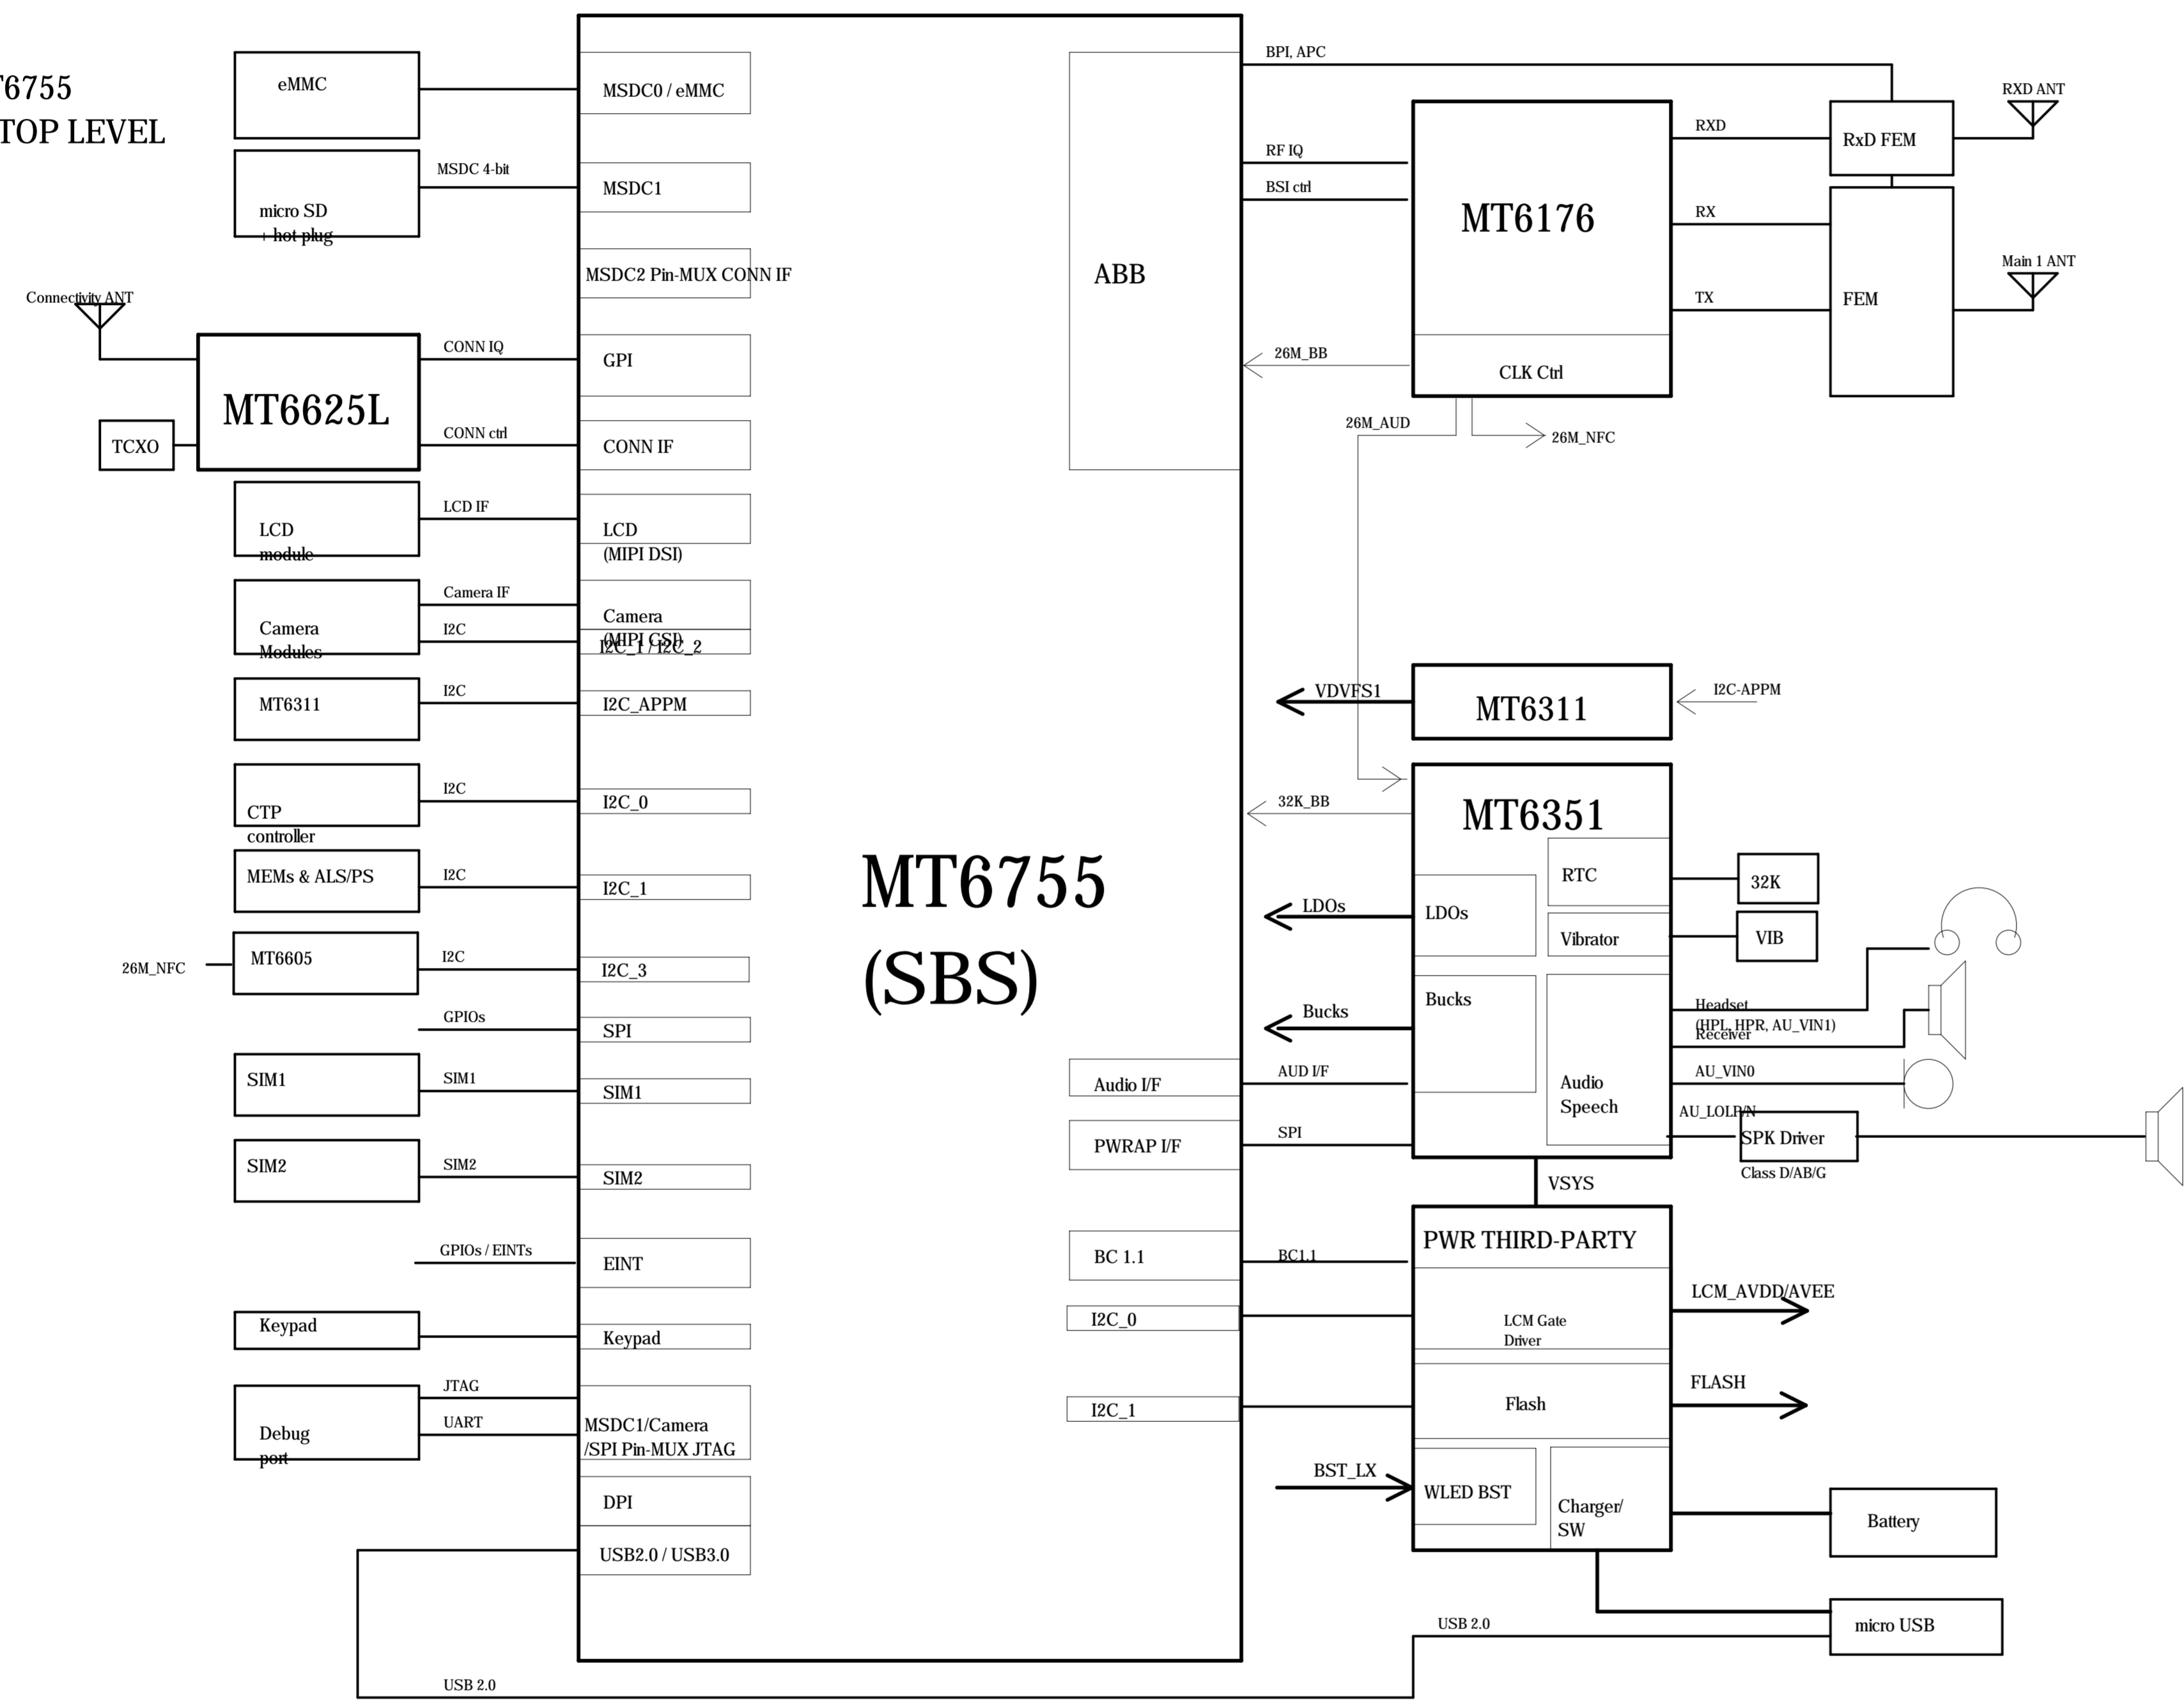 T6755
TOP LEVEL
eMMC
MSDC0 / eMMC
micro SD
+ hot plug
MSDC 4-bit
MSDC1
MSDC2 Pin-MUX CONN IF
Connectivity ANT
MT6625L
TCXO
CONN IQ
GPI
CONN ctrl
CONN IF
LCD
module
LCD IF
LCD
(MIPI DSI)
Camera
Modules
Camera IF
I2C
Camera
(MIPI CSI)
I2C_1 / I2C_2
MT6311
I2C
I2C_APPM
CTP
controller
I2C
I2C_0
MEMs & ALS/PS
I2C
I2C_1
26M_NFC
MT6605
I2C
I2C_3
GPIOs
SPI
SIM1
SIM1
SIM1
SIM2
SIM2
SIM2
GPIOs / EINTs
EINT
Keypad
Keypad
Debug
port
JTAG
UART
MSDC1/Camera
/SPI Pin-MUX JTAG
DPI
USB2.0 / USB3.0
USB 2.0
MT6755
(SBS)
ABB
Audio I/F
PWRAP I/F
BC 1.1
I2C_0
I2C_1
BPI, APC
RF IQ
BSI ctrl
MT6176
CLK Ctrl
26M_BB
26M_AUD
26M_NFC
RXD
RX
TX
RxD FEM
FEM
RXD ANT
Main 1 ANT
VDVFS1
MT6311
I2C-APPM
32K_BB
MT6351
RTC
32K
LDOs
LDOs
Vibrator
VIB
Bucks
Bucks
Headset
(HPL, HPR, AU_VIN1)
Receiver
AUD I/F
Audio
Speech
AU_VIN0
AU_LOLP/N
SPK Driver
Class D/AB/G
SPI
VSYS
PWR THIRD-PARTY
BC1.1
LCM Gate
Driver
LCM_AVDD/AVEE
Flash
FLASH
BST_LX
WLED BST
Charger/
SW
Battery
micro USB
USB 2.0